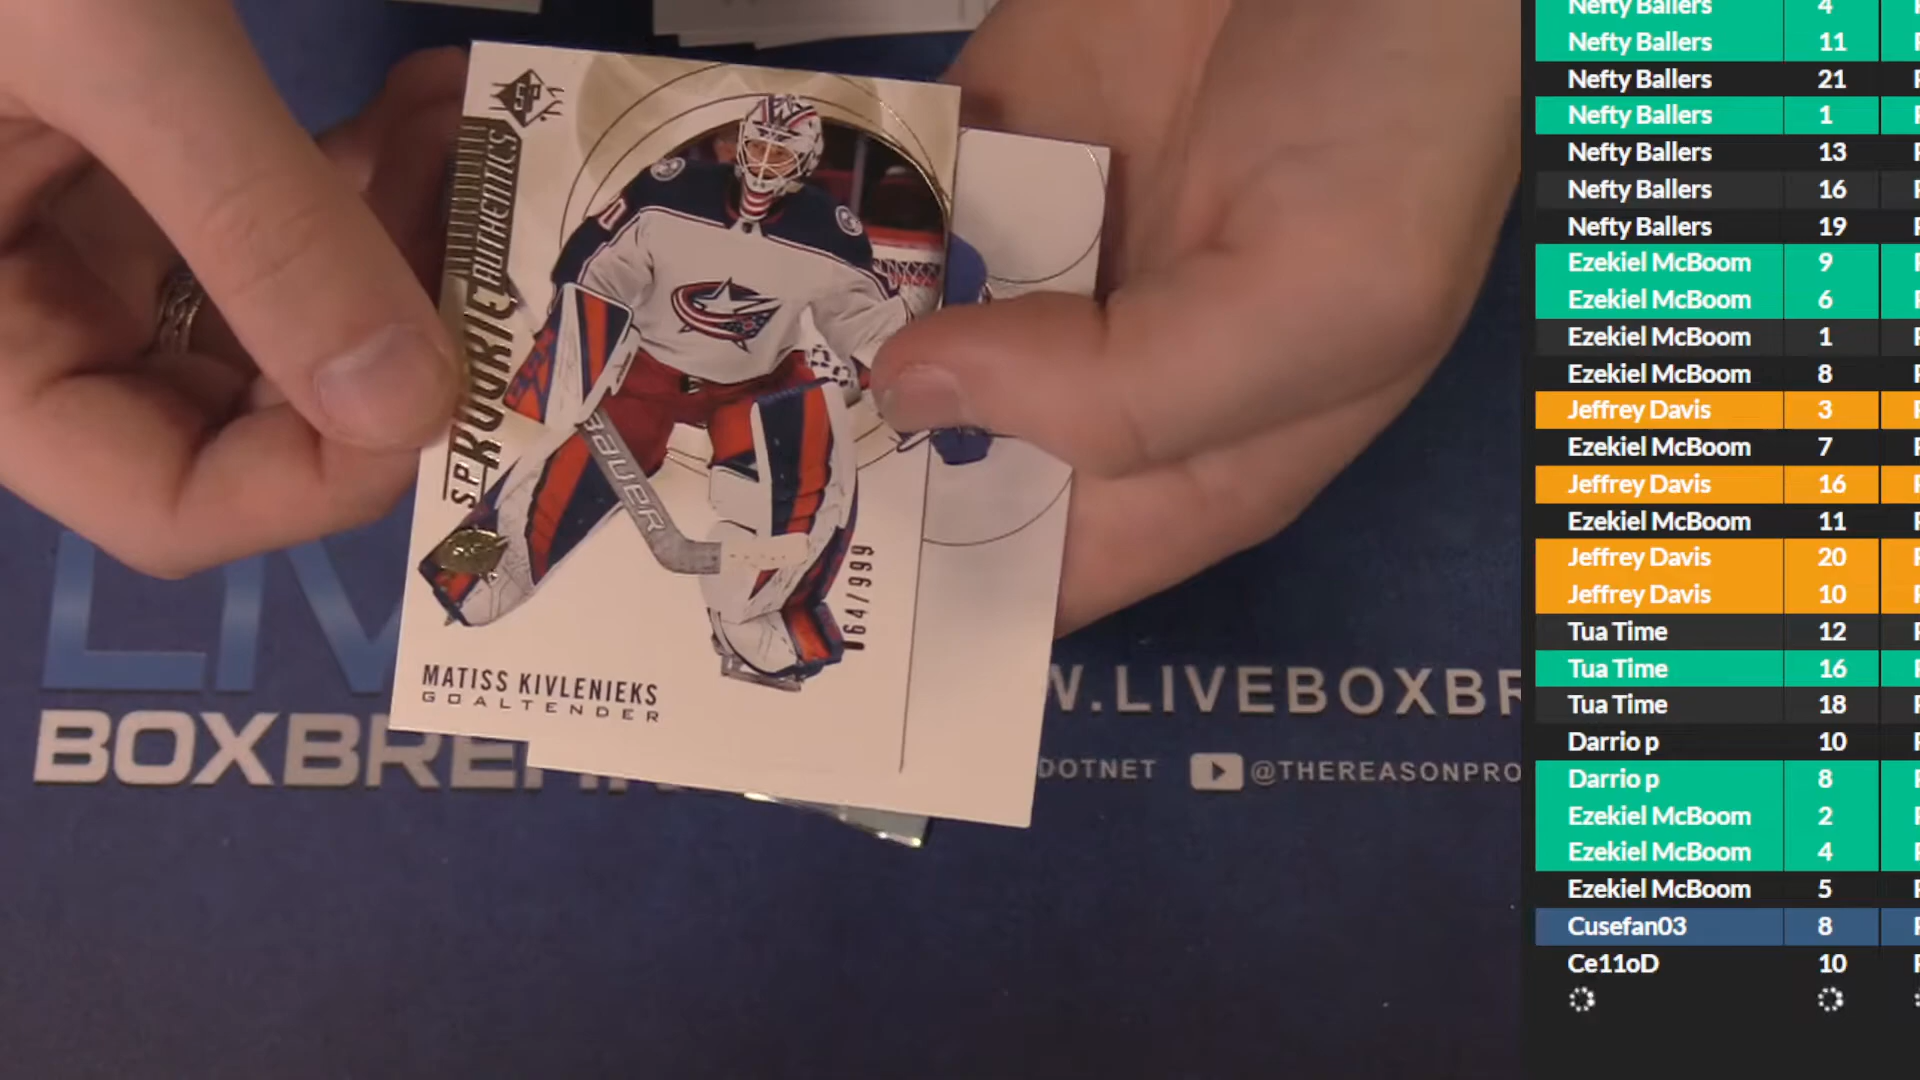 SP
SP ROOKIE AUTHENTICS
BAUER
064/999
MATISS KIVLENIEKS
GOALTENDER
W.LIVEBOXBR
DOTNET
@THEREASONPRO
LIV
BOXBRE
Nefty Ballers 4
Nefty Ballers 11
Nefty Ballers 21
Nefty Ballers 1
Nefty Ballers 13
Nefty Ballers 16
Nefty Ballers 19
Ezekiel McBoom 9
Ezekiel McBoom 6
Ezekiel McBoom 1
Ezekiel McBoom 8
Jeffrey Davis 3
Ezekiel McBoom 7
Jeffrey Davis 16
Ezekiel McBoom 11
Jeffrey Davis 20
Jeffrey Davis 10
Tua Time 12
Tua Time 16
Tua Time 18
Darrio p 10
Darrio p 8
Ezekiel McBoom 2
Ezekiel McBoom 4
Ezekiel McBoom 5
Cusefan03 8
Ce11oD 10